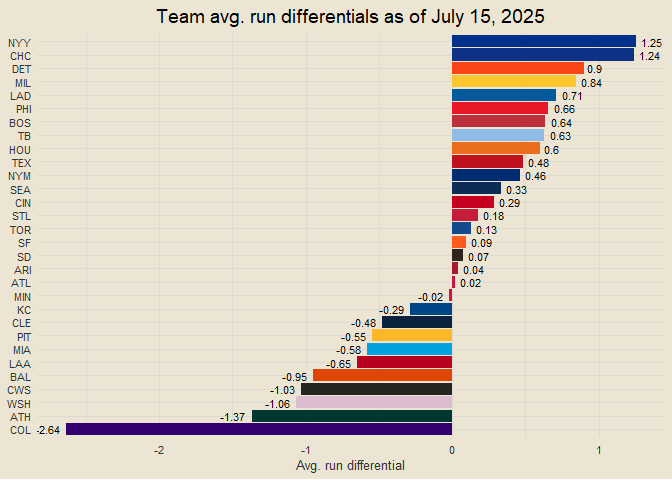 Team avg. run differentials as of July 15, 2025
NYY 1.25
CHC 1.24
DET 0.9
MIL 0.84
LAD 0.71
PHI 0.66
BOS 0.64
TB 0.63
HOU 0.6
TEX 0.48
NYM 0.46
SEA 0.33
CIN 0.29
STL 0.18
TOR 0.13
SF 0.09
SD 0.07
ARI 0.04
ATL 0.02
MIN -0.02
KC -0.29
CLE -0.48
PIT -0.55
MIA -0.58
LAA -0.65
BAL -0.95
CWS -1.03
WSH -1.06
ATH -1.37
COL -2.64
-2 -1 0 1
Avg. run differential